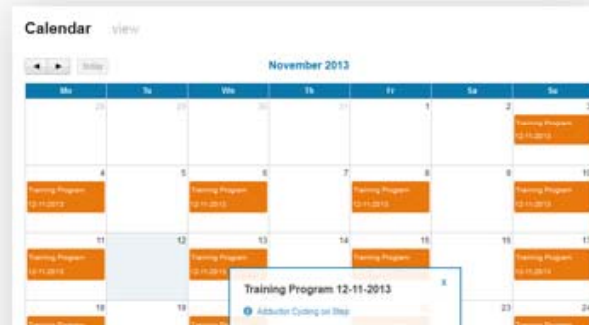 Calendar view
today
November 2013
Mo Tu We Th Fr Sa Su
28 29 30 31 1 2 3
Training Program
12-11-2013
4 5 6 7 8 9 10
Training Program Training Program Training Program Training Program
12-11-2013 12-11-2013 12-11-2013 12-11-2013
11 12 13 14 15 16 17
Training Program Training Program Training Program Training Program
12-11-2013 12-11-2013 12-11-2013
Training Program 12-11-2013 x
Adductor Cycling on Step
18 19 23 24
Training Program